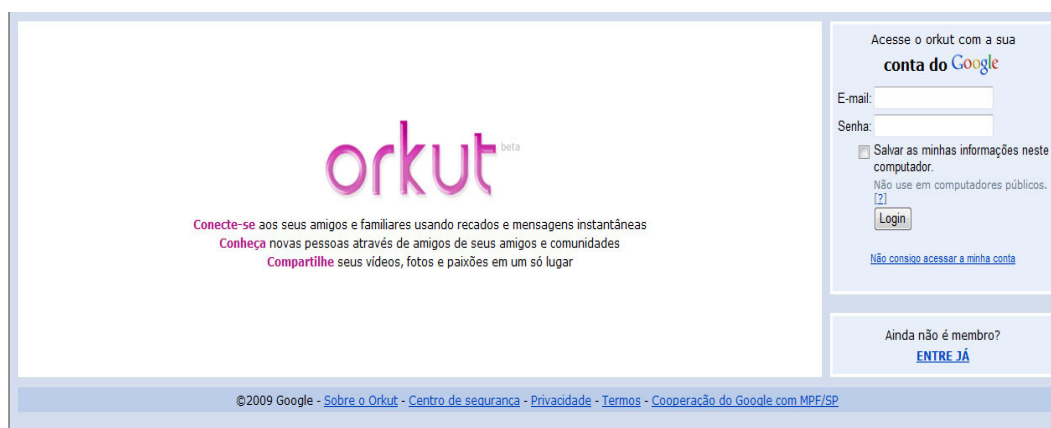 orkut beta
Conecte-se aos seus amigos e familiares usando recados e mensagens instantâneas
Conheça novas pessoas através de amigos de seus amigos e comunidades
Compartilhe seus vídeos, fotos e paixões em um só lugar
Acesse o orkut com a sua
conta do Google
E-mail:
Senha:
Salvar as minhas informações neste
computador.
Não use em computadores públicos.
[?]
Login
Não consigo acessar a minha conta
Ainda não é membro?
ENTRE JÁ
©2009 Google - Sobre o Orkut - Centro de segurança - Privacidade - Termos - Cooperação do Google com MPF/SP